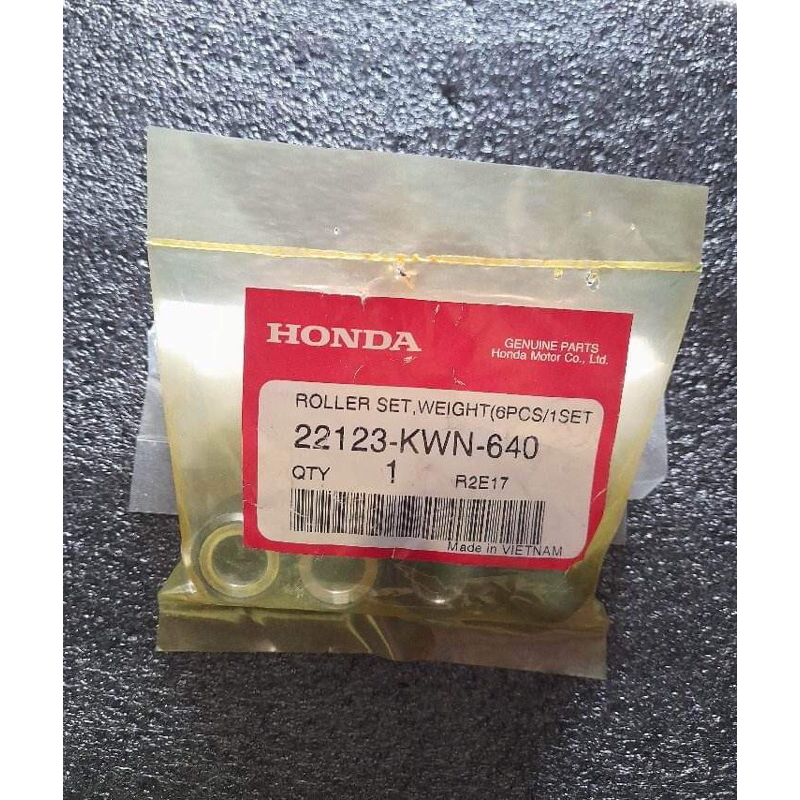 HONDA
GENUINE PARTS
Honda Motor Co., Ltd.
ROLLER SET,WEIGHT(6PCS/1SET
22123-KWN-640
QTY 1 R2E17
Made in VIETNAM